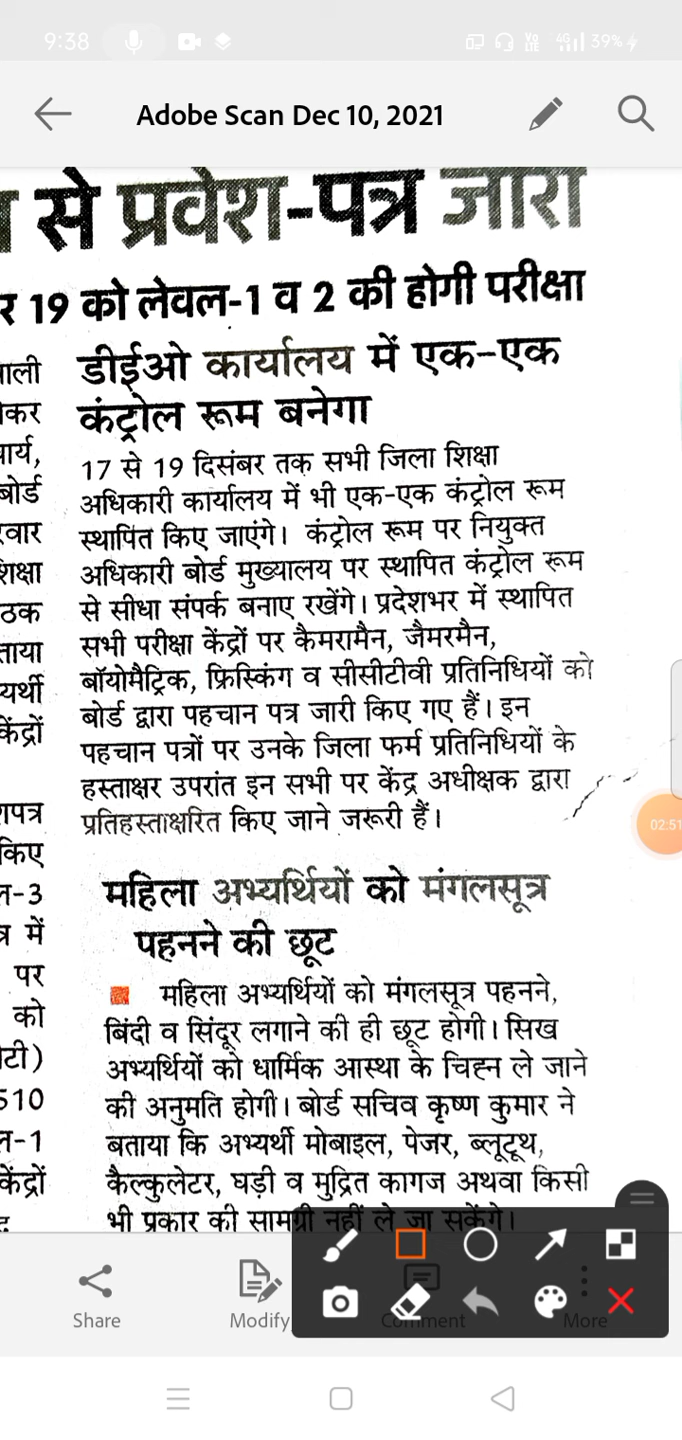 9:38
Vo LTE 4G 39%
Adobe Scan Dec 10, 2021
से प्रवेश-पत्र जारी
र 19 को लेवल-1 व 2 की होगी परीक्षा
डीईओ कार्यालय में एक-एक
कंट्रोल रूम बनेगा
17 से 19 दिसंबर तक सभी जिला शिक्षा
अधिकारी कार्यालय में भी एक-एक कंट्रोल रूम
स्थापित किए जाएंगे। कंट्रोल रूम पर नियुक्त
अधिकारी बोर्ड मुख्यालय पर स्थापित कंट्रोल रूम
से सीधा संपर्क बनाए रखेंगे। प्रदेशभर में स्थापित
सभी परीक्षा केंद्रों पर कैमरामैन, जैमरमैन,
बॉयोमैट्रिक, फ्रिस्किंग व सीसीटीवी प्रतिनिधियों को
बोर्ड द्वारा पहचान पत्र जारी किए गए हैं। इन
पहचान पत्रों पर उनके जिला फर्म प्रतिनिधियों के
हस्ताक्षर उपरांत इन सभी पर केंद्र अधीक्षक द्वारा
प्रतिहस्ताक्षरित किए जाने जरूरी हैं।
02:51
महिला अभ्यर्थियों को मंगलसूत्र
पहनने की छूट
महिला अभ्यर्थियों को मंगलसूत्र पहनने,
बिंदी व सिंदूर लगाने की ही छूट होगी। सिख
अभ्यर्थियों को धार्मिक आस्था के चिह्न ले जाने
की अनुमति होगी। बोर्ड सचिव कृष्ण कुमार ने
बताया कि अभ्यर्थी मोबाइल, पेजर, ब्लूटूथ,
कैल्कुलेटर, घड़ी व मुद्रित कागज अथवा किसी
भी प्रकार की सामग्री नहीं ले जा सकेंगे।
Share
Modify
Comment
More